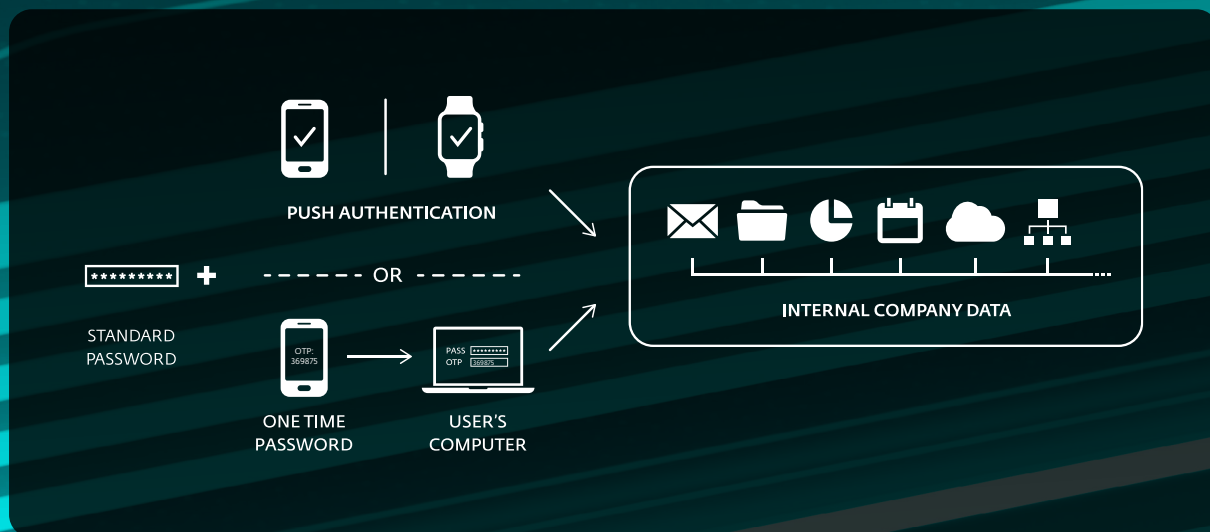 PUSH AUTHENTICATION
*********
+
OR
STANDARD
PASSWORD
OTP:
369875
PASS *********
OTP 369875
ONE TIME
PASSWORD
USER'S
COMPUTER
INTERNAL COMPANY DATA